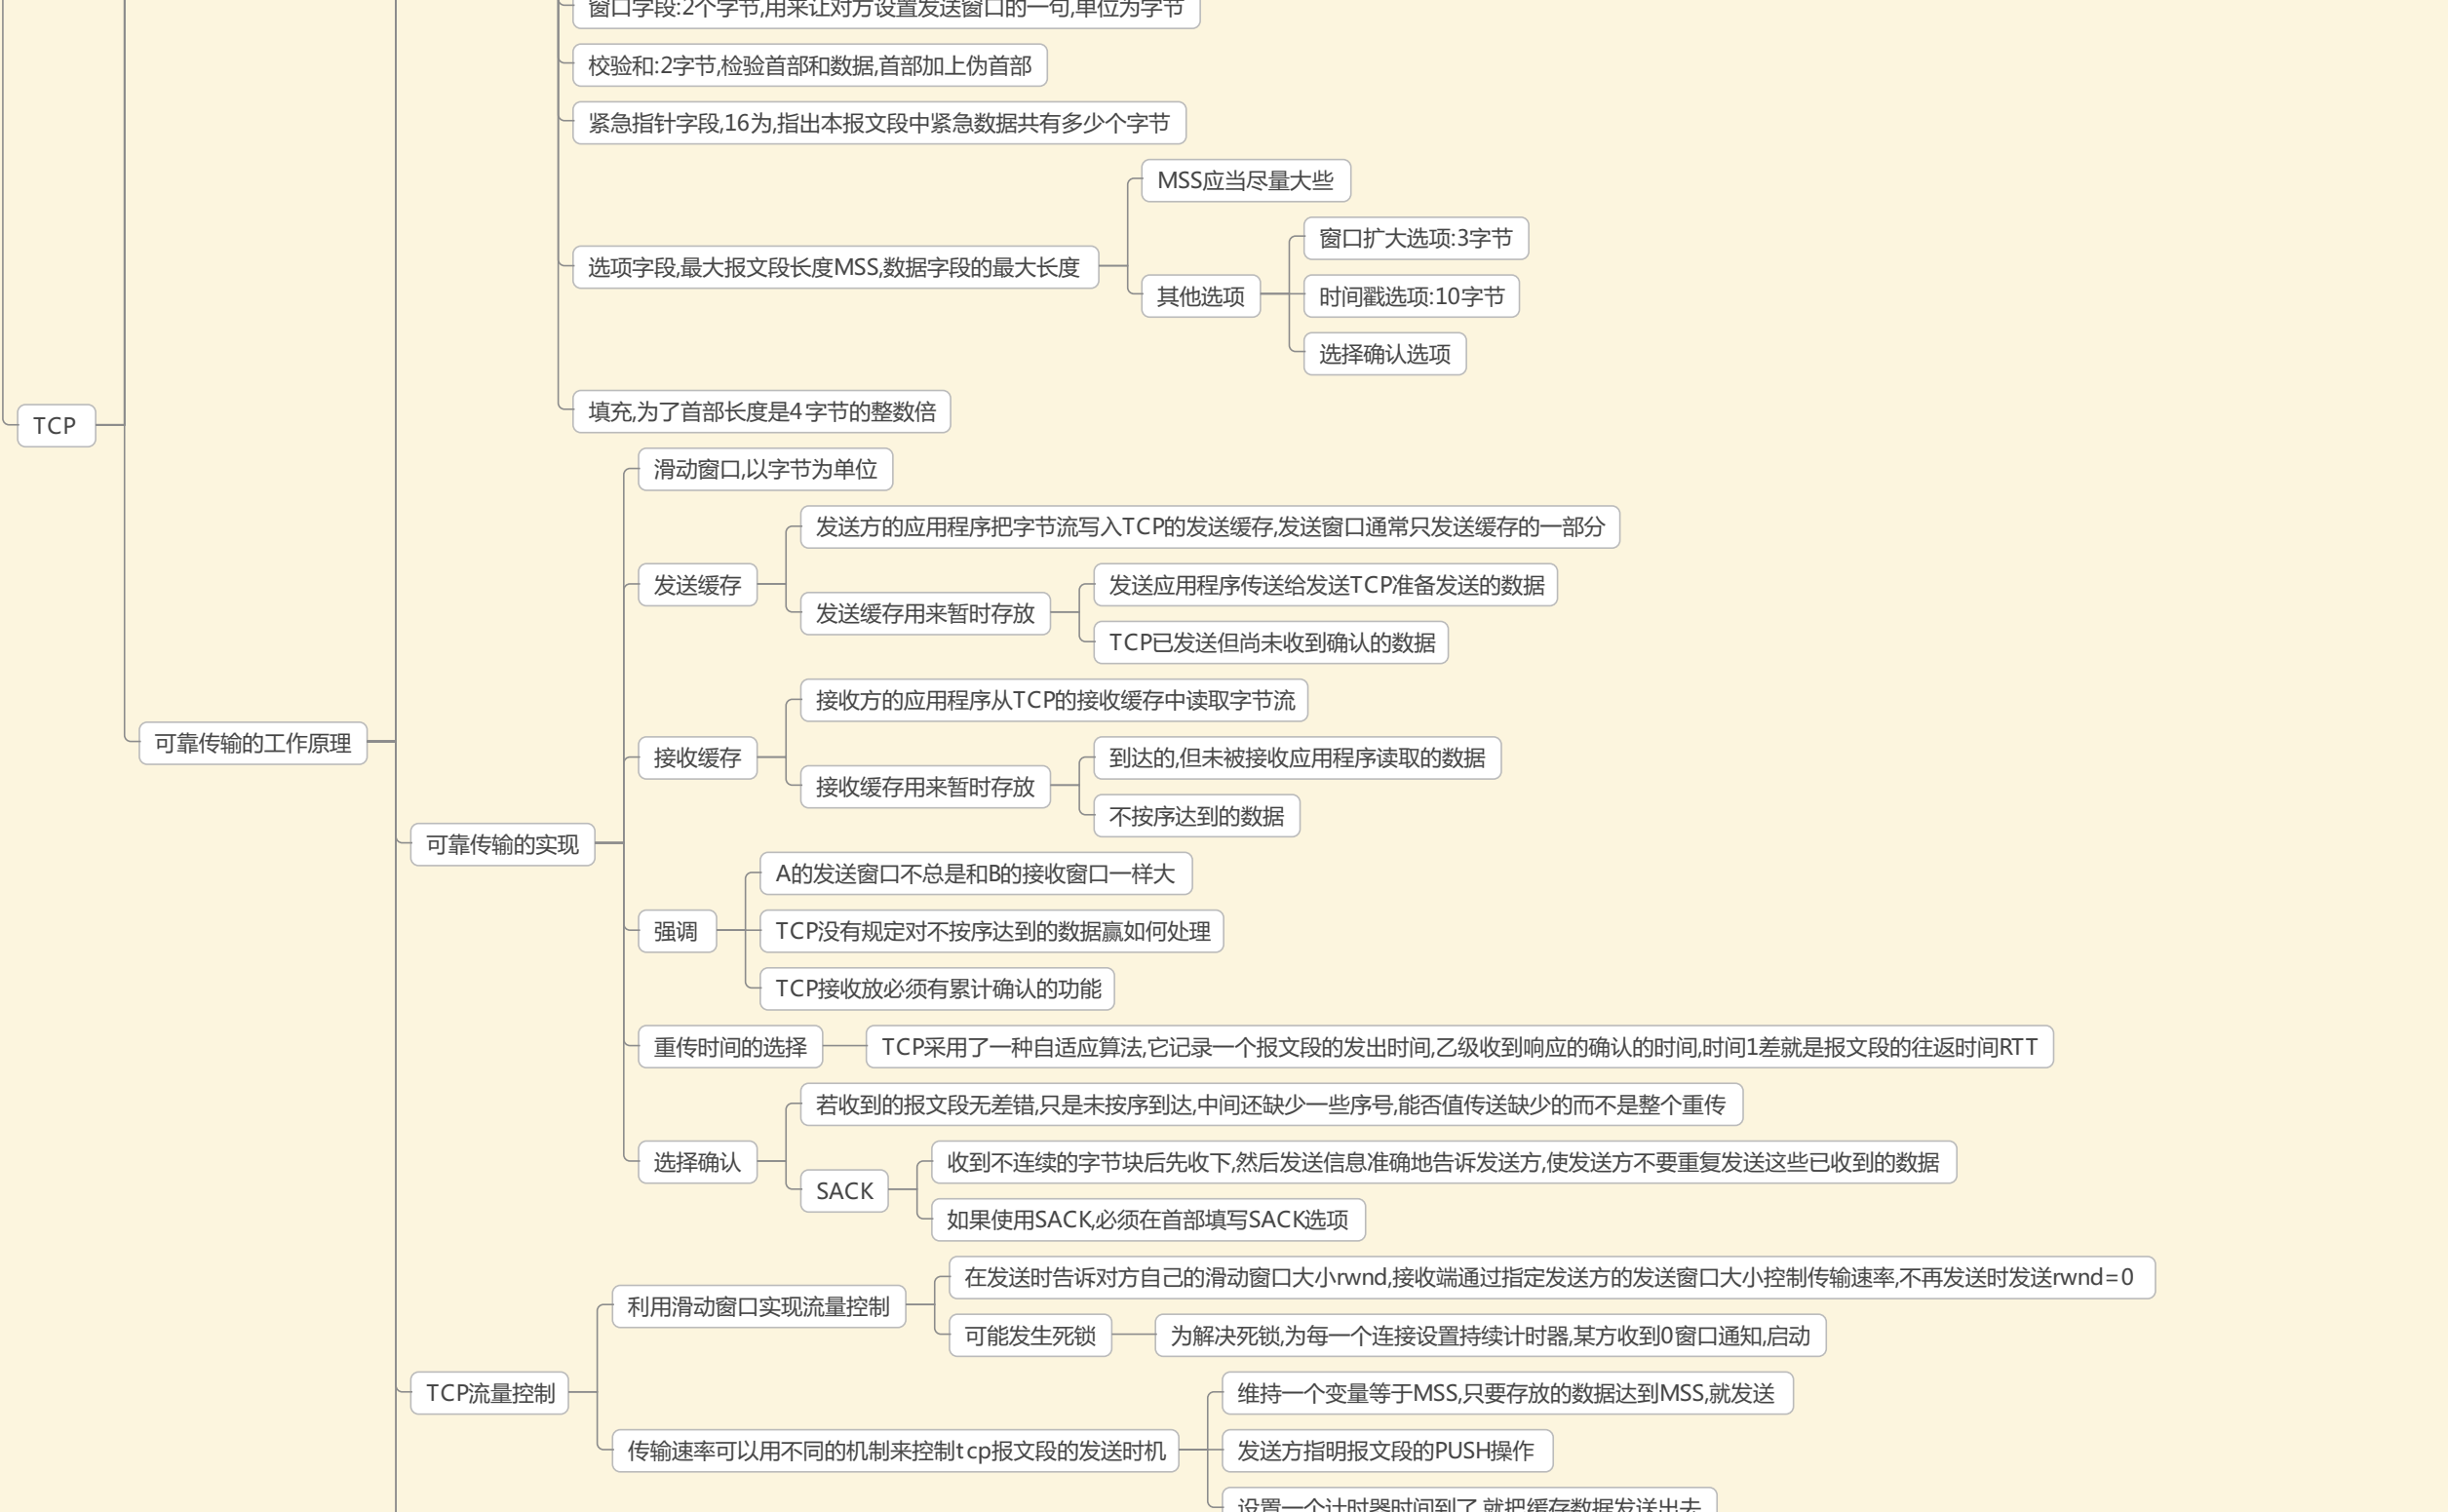 窗口字段:2个字节,用来让对方设置发送窗口的一句,单位为字节
校验和:2字节,检验首部和数据,首部加上伪首部
紧急指针字段,16为,指出本报文段中紧急数据共有多少个字节
MSS应当尽量大些
窗口扩大选项:3字节
选项字段,最大报文段长度MSS,数据字段的最大长度
其他选项
时间戳选项:10字节
选择确认选项
填充,为了首部长度是4字节的整数倍
TCP
滑动窗口,以字节为单位
发送方的应用程序把字节流写入TCP的发送缓存,发送窗口通常只发送缓存的一部分
发送缓存
发送应用程序传送给发送TCP准备发送的数据
发送缓存用来暂时存放
TCP已发送但尚未收到确认的数据
接收方的应用程序从TCP的接收缓存中读取字节流
可靠传输的工作原理
接收缓存
到达的,但未被接收应用程序读取的数据
接收缓存用来暂时存放
不按序达到的数据
可靠传输的实现
A的发送窗口不总是和B的接收窗口一样大
强调
TCP没有规定对不按序达到的数据赢如何处理
TCP接收放必须有累计确认的功能
重传时间的选择
TCP采用了一种自适应算法,它记录一个报文段的发出时间,乙级收到响应的确认的时间,时间1差就是报文段的往返时间RTT
若收到的报文段无差错,只是未按序到达,中间还缺少一些序号,能否值传送缺少的而不是整个重传
选择确认
收到不连续的字节块后先收下,然后发送信息准确地告诉发送方,使发送方不要重复发送这些已收到的数据
SACK
如果使用SACK,必须在首部填写SACK选项
在发送时告诉对方自己的滑动窗口大小rwnd,接收端通过指定发送方的发送窗口大小控制传输速率,不再发送时发送rwnd=0
利用滑动窗口实现流量控制
可能发生死锁
为解决死锁,为每一个连接设置持续计时器,某方收到0窗口通知,启动
TCP流量控制
维持一个变量等于MSS,只要存放的数据达到MSS,就发送
传输速率可以用不同的机制来控制tcp报文段的发送时机
发送方指明报文段的PUSH操作
设置一个计时器时间到了,就把缓存数据发送出去